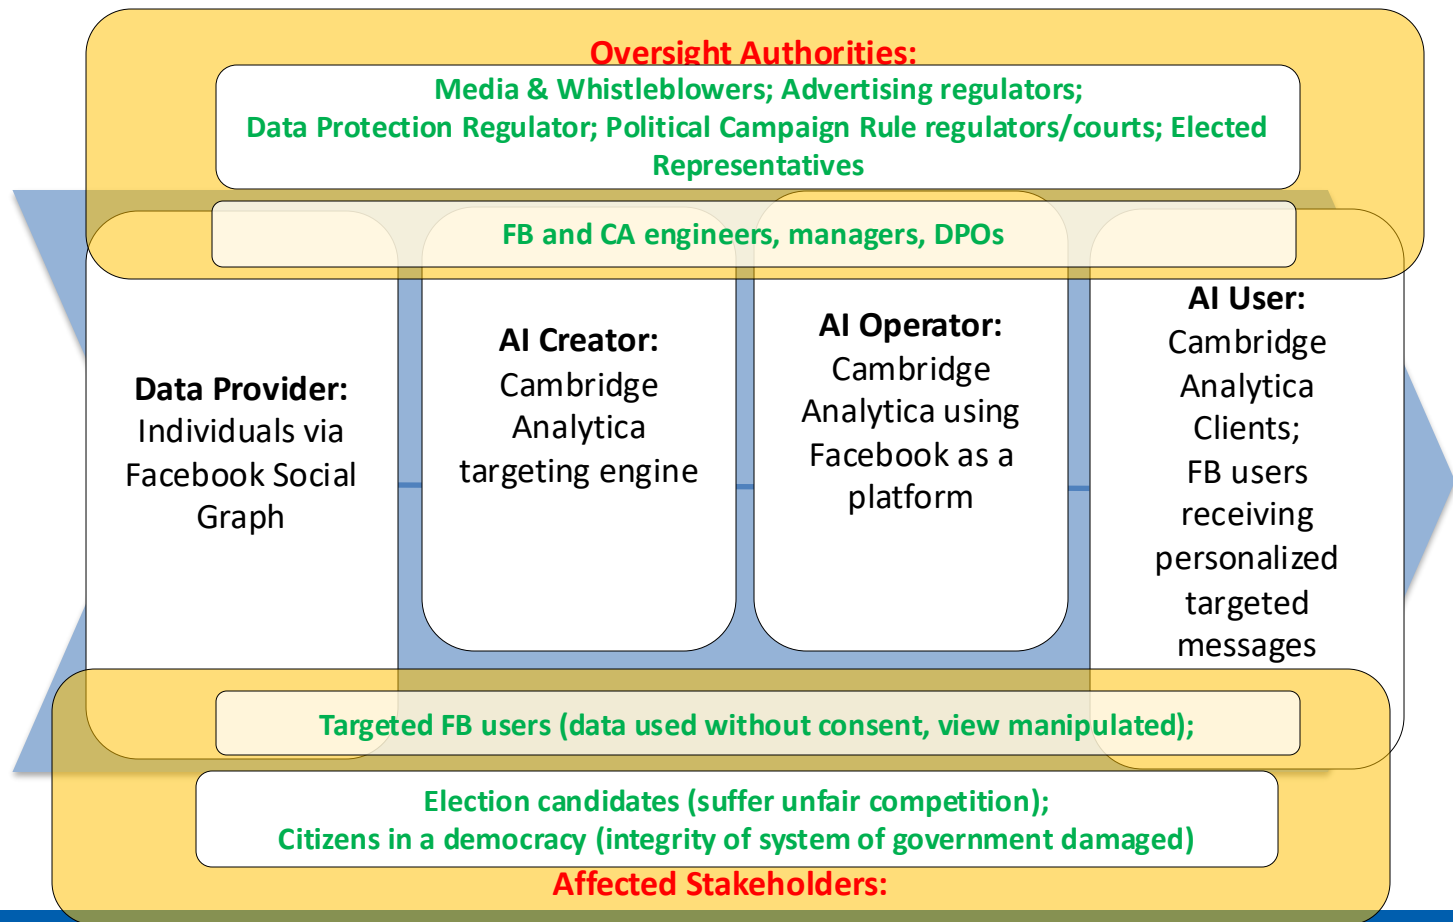 Oversight Authorities:
Media & Whistleblowers; Advertising regulators;
Data Protection Regulator; Political Campaign Rule regulators/courts; Elected
Representatives
FB and CA engineers, managers, DPOs
Data Provider:
Individuals via
Facebook Social
Graph
AI Creator:
Cambridge
Analytica
targeting engine
AI Operator:
Cambridge
Analytica using
Facebook as a
platform
AI User:
Cambridge
Analytica
Clients;
FB users
receiving
personalized
targeted
messages
Targeted FB users (data used without consent, view manipulated);
Election candidates (suffer unfair competition);
Citizens in a democracy (integrity of system of government damaged)
Affected Stakeholders: